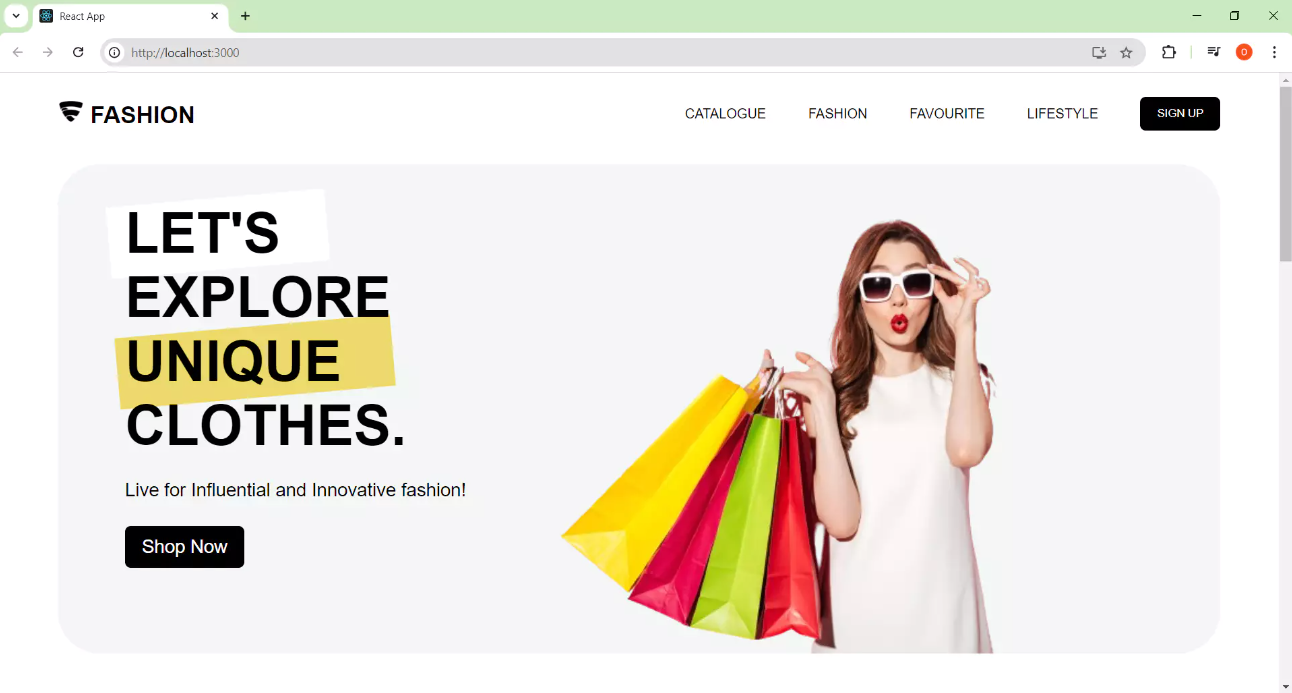 React App
http://localhost:3000
O
FASHION
CATALOGUE FASHION FAVOURITE LIFESTYLE SIGN UP
LET'S
EXPLORE
UNIQUE
CLOTHES.
Live for Influential and Innovative fashion!
Shop Now